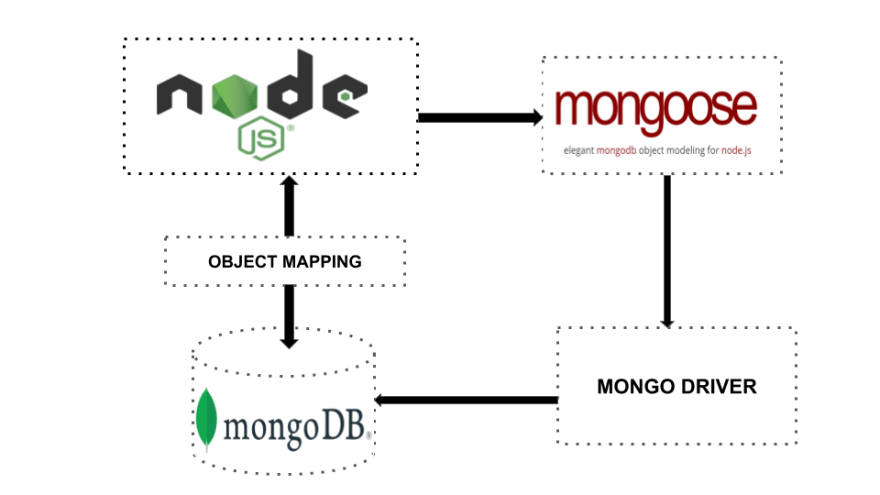 node
JS®
mongoose
elegant mongodb object modeling for node.js
OBJECT MAPPING
MONGO DRIVER
mongoDB®